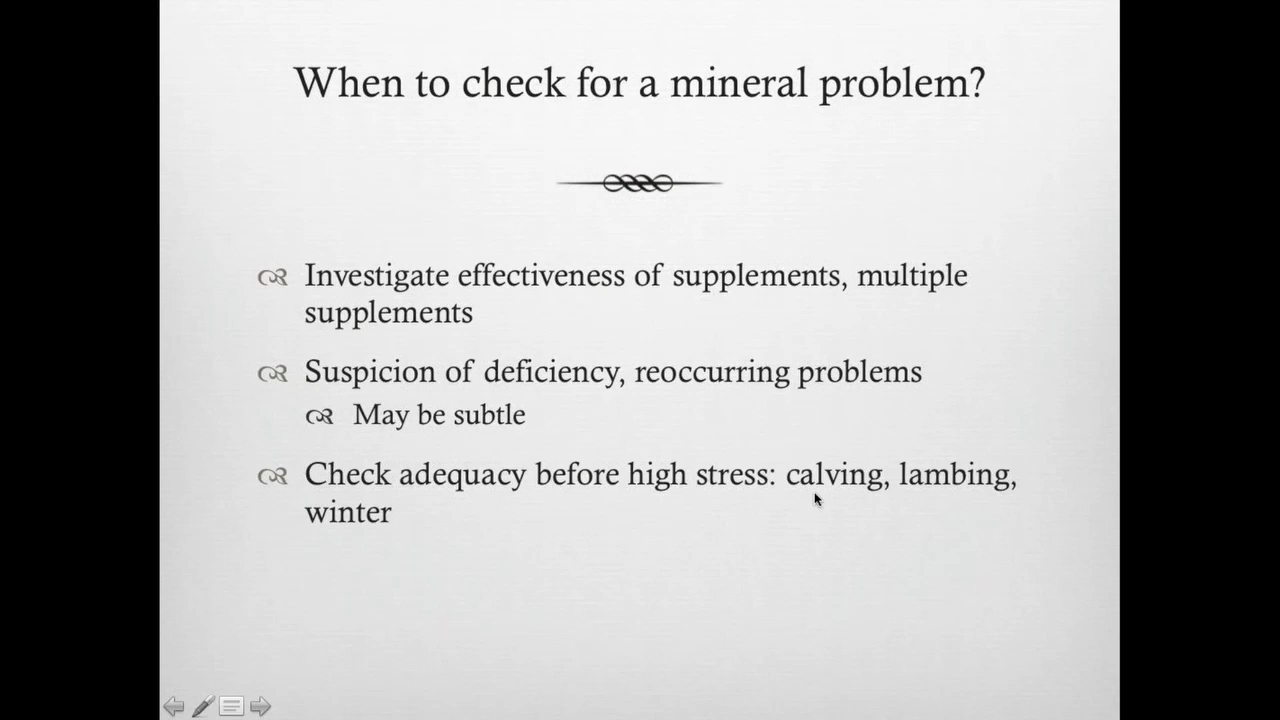 When to check for a mineral problem?
Investigate effectiveness of supplements, multiple
supplements
Suspicion of deficiency, reoccurring problems
May be subtle
Check adequacy before high stress: calving, lambing,
winter